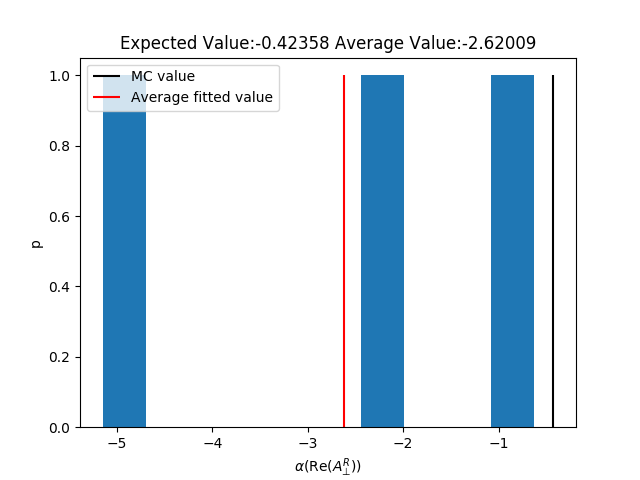 Expected Value:-0.42358 Average Value:-2.62009
MC value
Average fitted value
1.0
0.8
0.6
0.4
0.2
0.0
p
−5
−4
−3
−2
−1
α(Re(A_⊥^R))